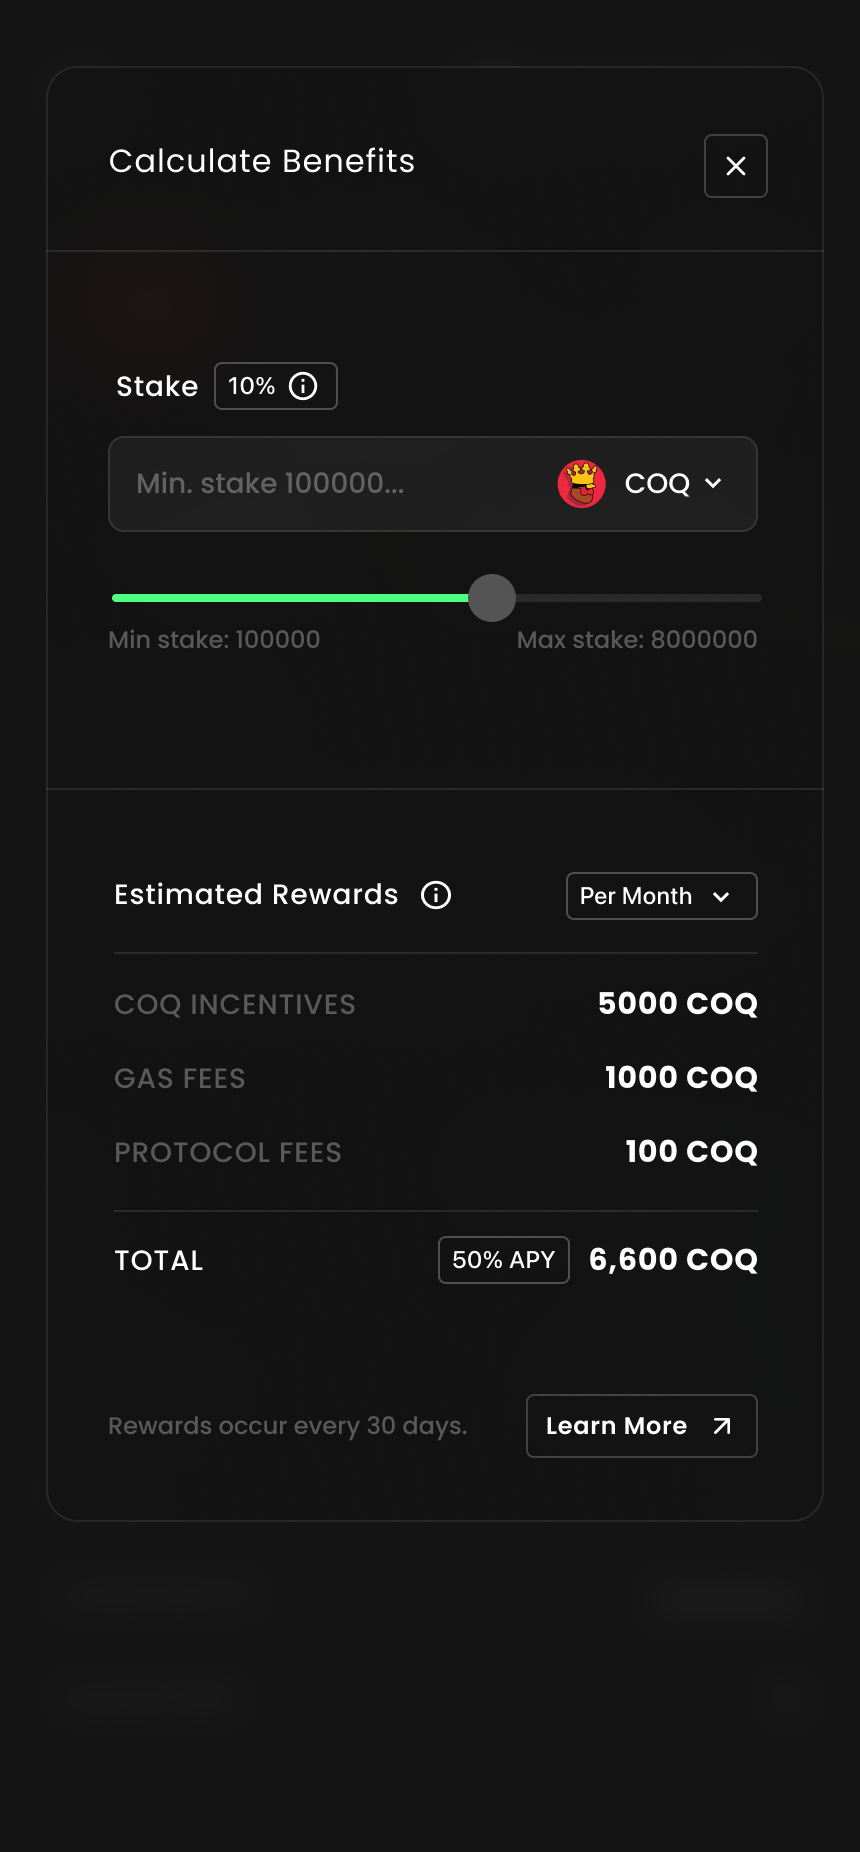 Calculate Benefits
Stake 10%
Min. stake 100000... COQ
Min stake: 100000 Max stake: 8000000
Estimated Rewards Per Month
COQ INCENTIVES 5000 COQ
GAS FEES 1000 COQ
PROTOCOL FEES 100 COQ
TOTAL 50% APY 6,600 COQ
Rewards occur every 30 days. Learn More